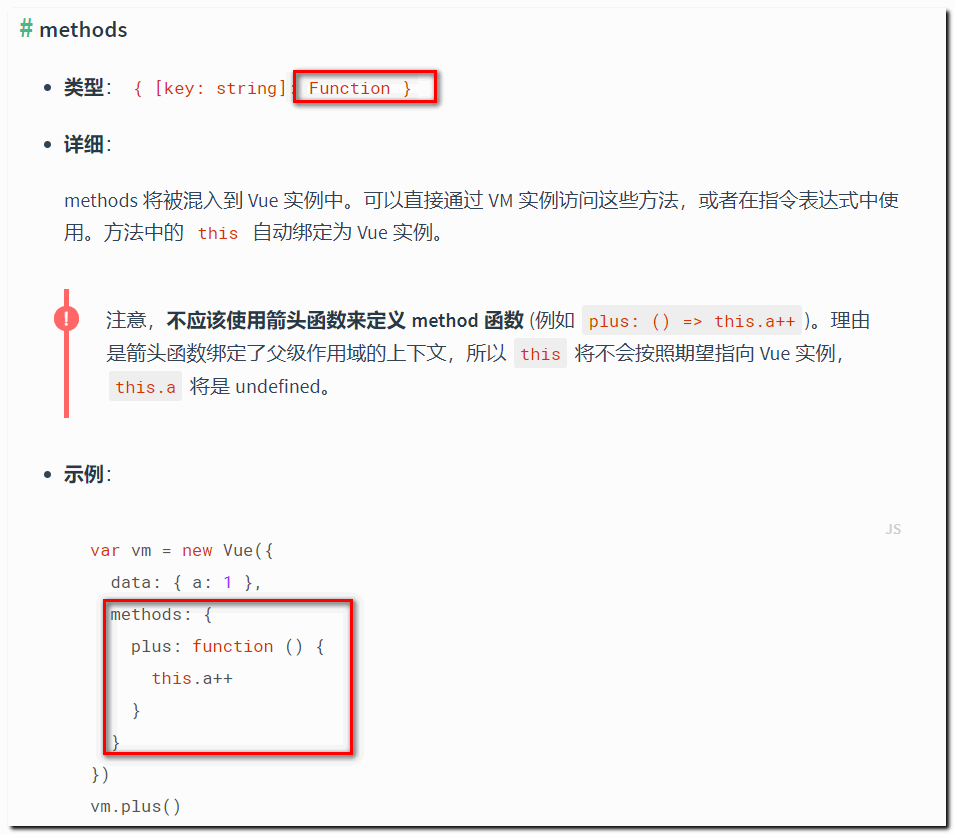 # methods
• 类型： { [key: string]: Function }
• 详细：
methods 将被混入到 Vue 实例中。可以直接通过 VM 实例访问这些方法，或者在指令表达式中使
用。方法中的 this 自动绑定为 Vue 实例。
!
注意，不应该使用箭头函数来定义 method 函数 (例如 plus: () => this.a++)。理由
是箭头函数绑定了父级作用域的上下文，所以 this 将不会按照期望指向 Vue 实例，
this.a 将是 undefined。
• 示例：
JS
var vm = new Vue({
  data: { a: 1 },
  methods: {
    plus: function () {
      this.a++
    }
  }
})
vm.plus()